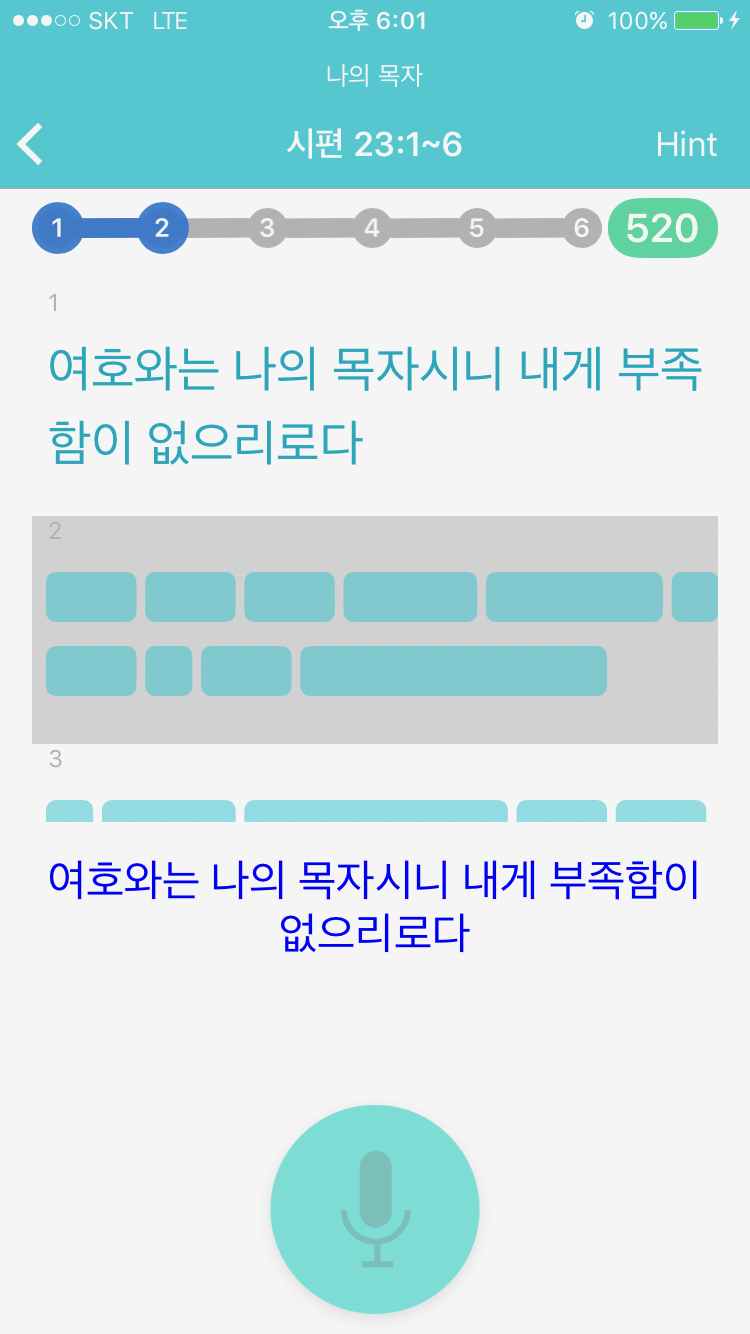 SKT LTE 오후 6:01 100%
나의 목자
시편 23:1~6 Hint
1 2 3 4 5 6 520
1
여호와는 나의 목자시니 내게 부족
함이 없으리로다
2
3
여호와는 나의 목자시니 내게 부족함이
없으리로다